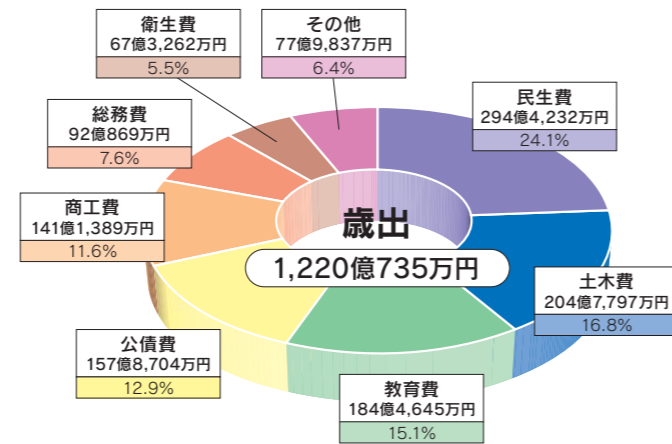 衛生費
67億3,262万円
5.5%
その他
77億9,837万円
6.4%
民生費
294億4,232万円
24.1%
総務費
92億869万円
7.6%
商工費
141億1,389万円
11.6%
歳出
1,220億735万円
土木費
204億7,797万円
16.8%
公債費
157億8,704万円
12.9%
教育費
184億4,645万円
15.1%